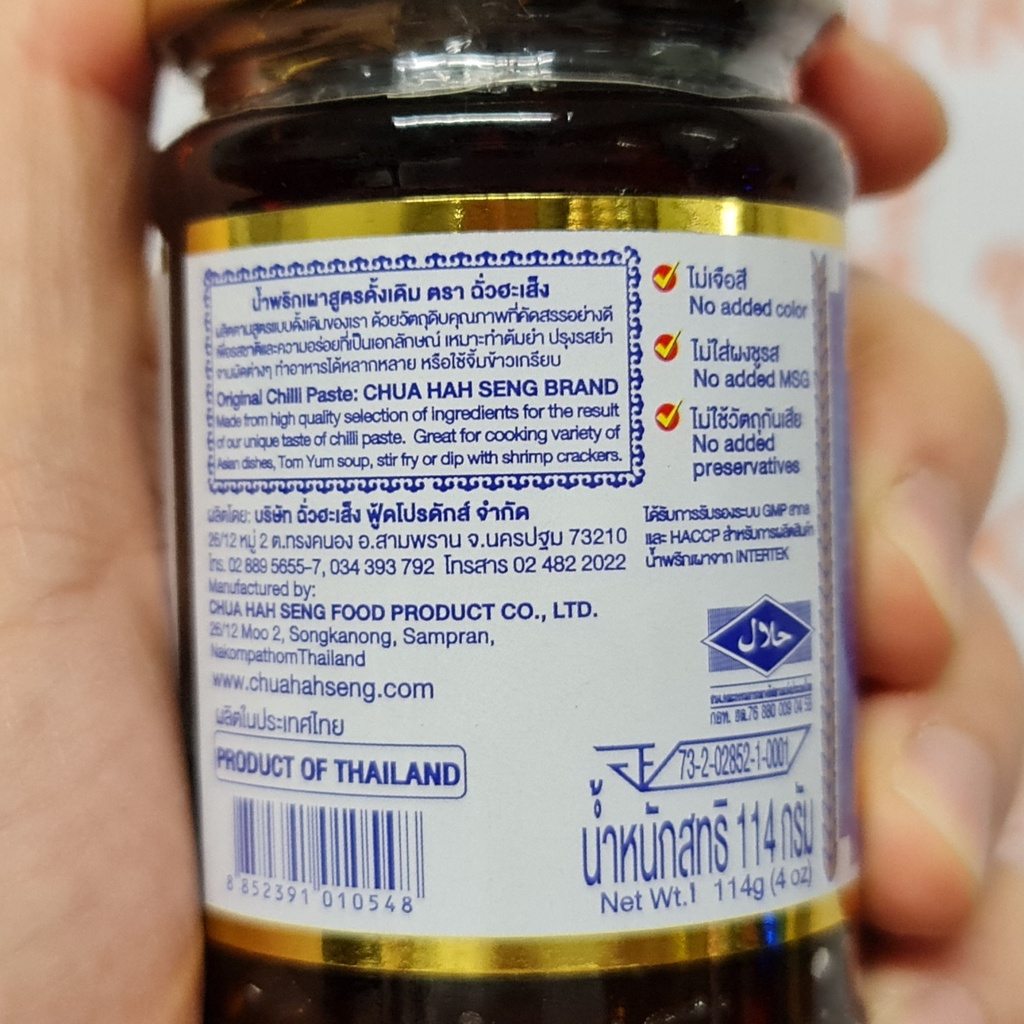 น้ำพริกเผาสูตรดั้งเดิม ตรา ฉั่วฮะเส็ง
ผลิตตามสูตรแบบดั้งเดิมของเรา ด้วยวัตถุดิบคุณภาพที่คัดสรรอย่างดี
เพื่อรสชาติและความอร่อยที่เป็นเอกลักษณ์ เหมาะทำต้มยำ ปรุงรสยำ
งานผัดต่างๆ ทำอาหารได้หลากหลาย หรือใช้จิ้มข้าวเกรียบ
Original Chilli Paste: CHUA HAH SENG BRAND
Made from high quality selection of ingredients for the result
of our unique taste of chilli paste. Great for cooking variety of
Asian dishes, Tom Yum soup, stir fry or dip with shrimp crackers.
ไม่เจือสี
No added color
ไม่ใส่ผงชูรส
No added MSG
ไม่ใช้วัตถุกันเสีย
No added
preservatives
ผลิตโดย: บริษัท ฉั่วฮะเส็ง ฟู้ดโปรดักส์ จำกัด
26/12 หมู่ 2 ต.ทรงคนอง อ.สามพราน จ.นครปฐม 73210
โทร. 02 889 5655-7, 034 393 792 โทรสาร 02 482 2022
Manufactured by:
CHUA HAH SENG FOOD PRODUCT CO., LTD.
26/12 Moo 2, Songkanong, Sampran,
NakompathomThailand
www.chuahahseng.com
ได้รับการรับรองระบบ GMP สากล
และ HACCP สำหรับการผลิตสินค้า
น้ำพริกเผาจาก INTERTEK
حلال
กอท. ฮล.76 880 009 04 56
ผลิตในประเทศไทย
PRODUCT OF THAILAND
73-2-02852-1-0001
น้ำหนักสุทธิ 114 กรัม
Net Wt. 114g (4 oz)
8 852391 010548